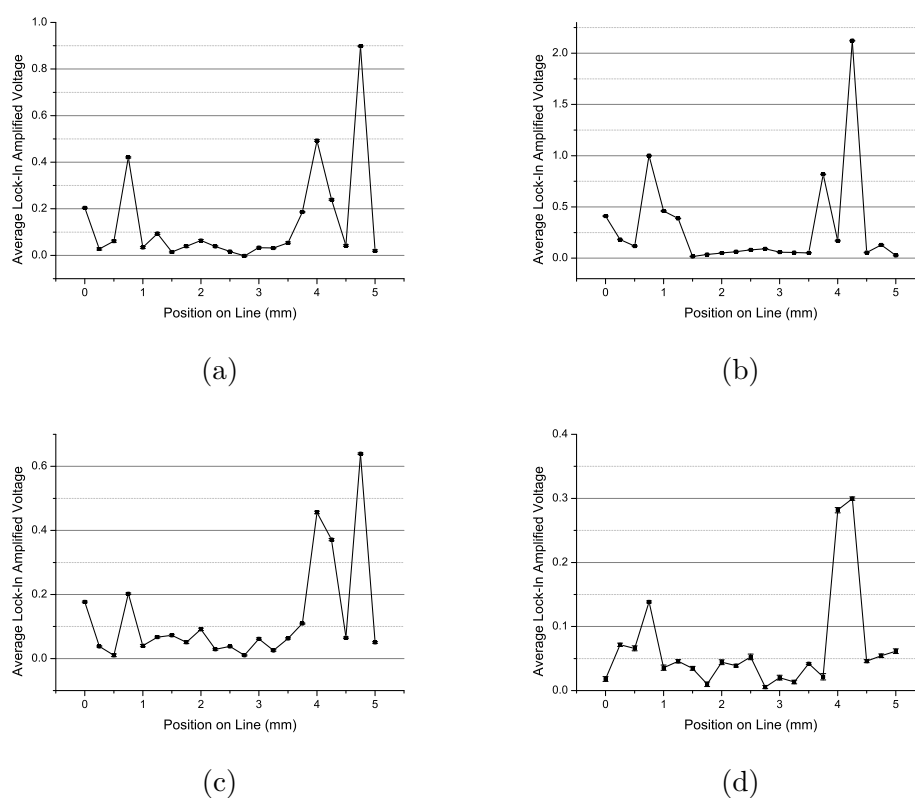 1.0
0.8
0.6
0.4
0.2
0.0
Average Lock-In Amplified Voltage
0 1 2 3 4 5
Position on Line (mm)
(a)
2.0
1.5
1.0
0.5
0.0
Average Lock-In Amplified Voltage
0 1 2 3 4 5
Position on Line (mm)
(b)
0.6
0.4
0.2
0.0
Average Lock-In Amplified Voltage
0 1 2 3 4 5
Position on Line (mm)
(c)
0.4
0.3
0.2
0.1
0.0
Average Lock-In Amplified Voltage
0 1 2 3 4 5
Position on Line (mm)
(d)